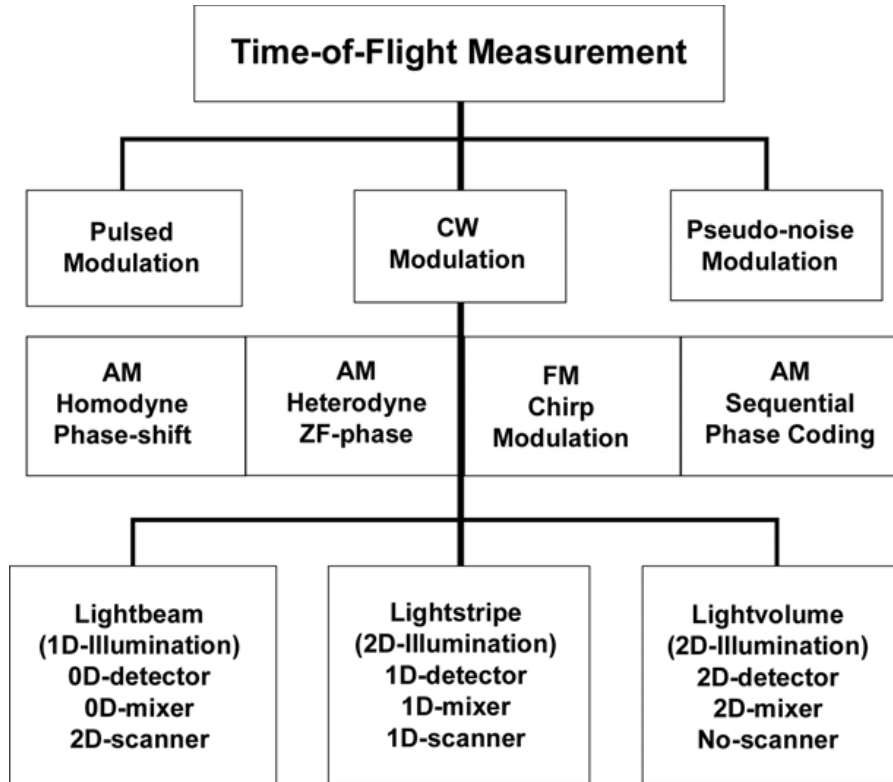 Time-of-Flight Measurement
Pulsed
Modulation
CW
Modulation
Pseudo-noise
Modulation
AM
Homodyne
Phase-shift
AM
Heterodyne
ZF-phase
FM
Chirp
Modulation
AM
Sequential
Phase Coding
Lightbeam
(1D-Illumination)
0D-detector
0D-mixer
2D-scanner
Lightstripe
(2D-Illumination)
1D-detector
1D-mixer
1D-scanner
Lightvolume
(2D-Illumination)
2D-detector
2D-mixer
No-scanner